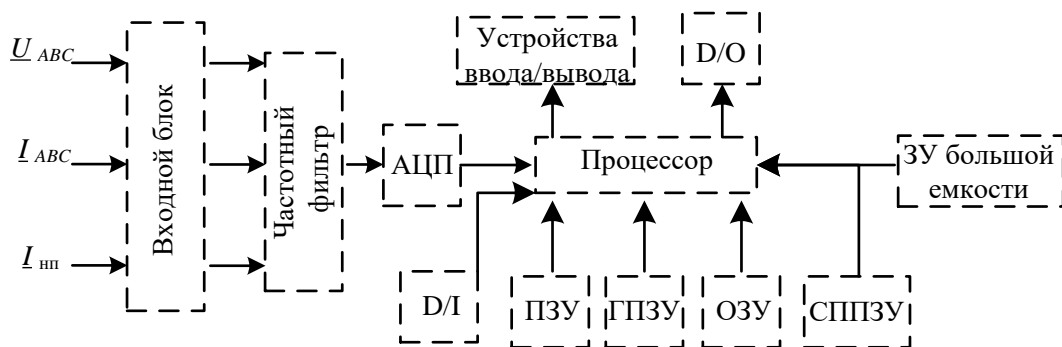 U ABC
I ABC
I нп
Входной блок
Частотный
фильтр
АЦП
Устройства
ввода/вывода
D/O
Процессор
ЗУ большой
емкости
D/I
ПЗУ
ГПЗУ
ОЗУ
СППЗУ